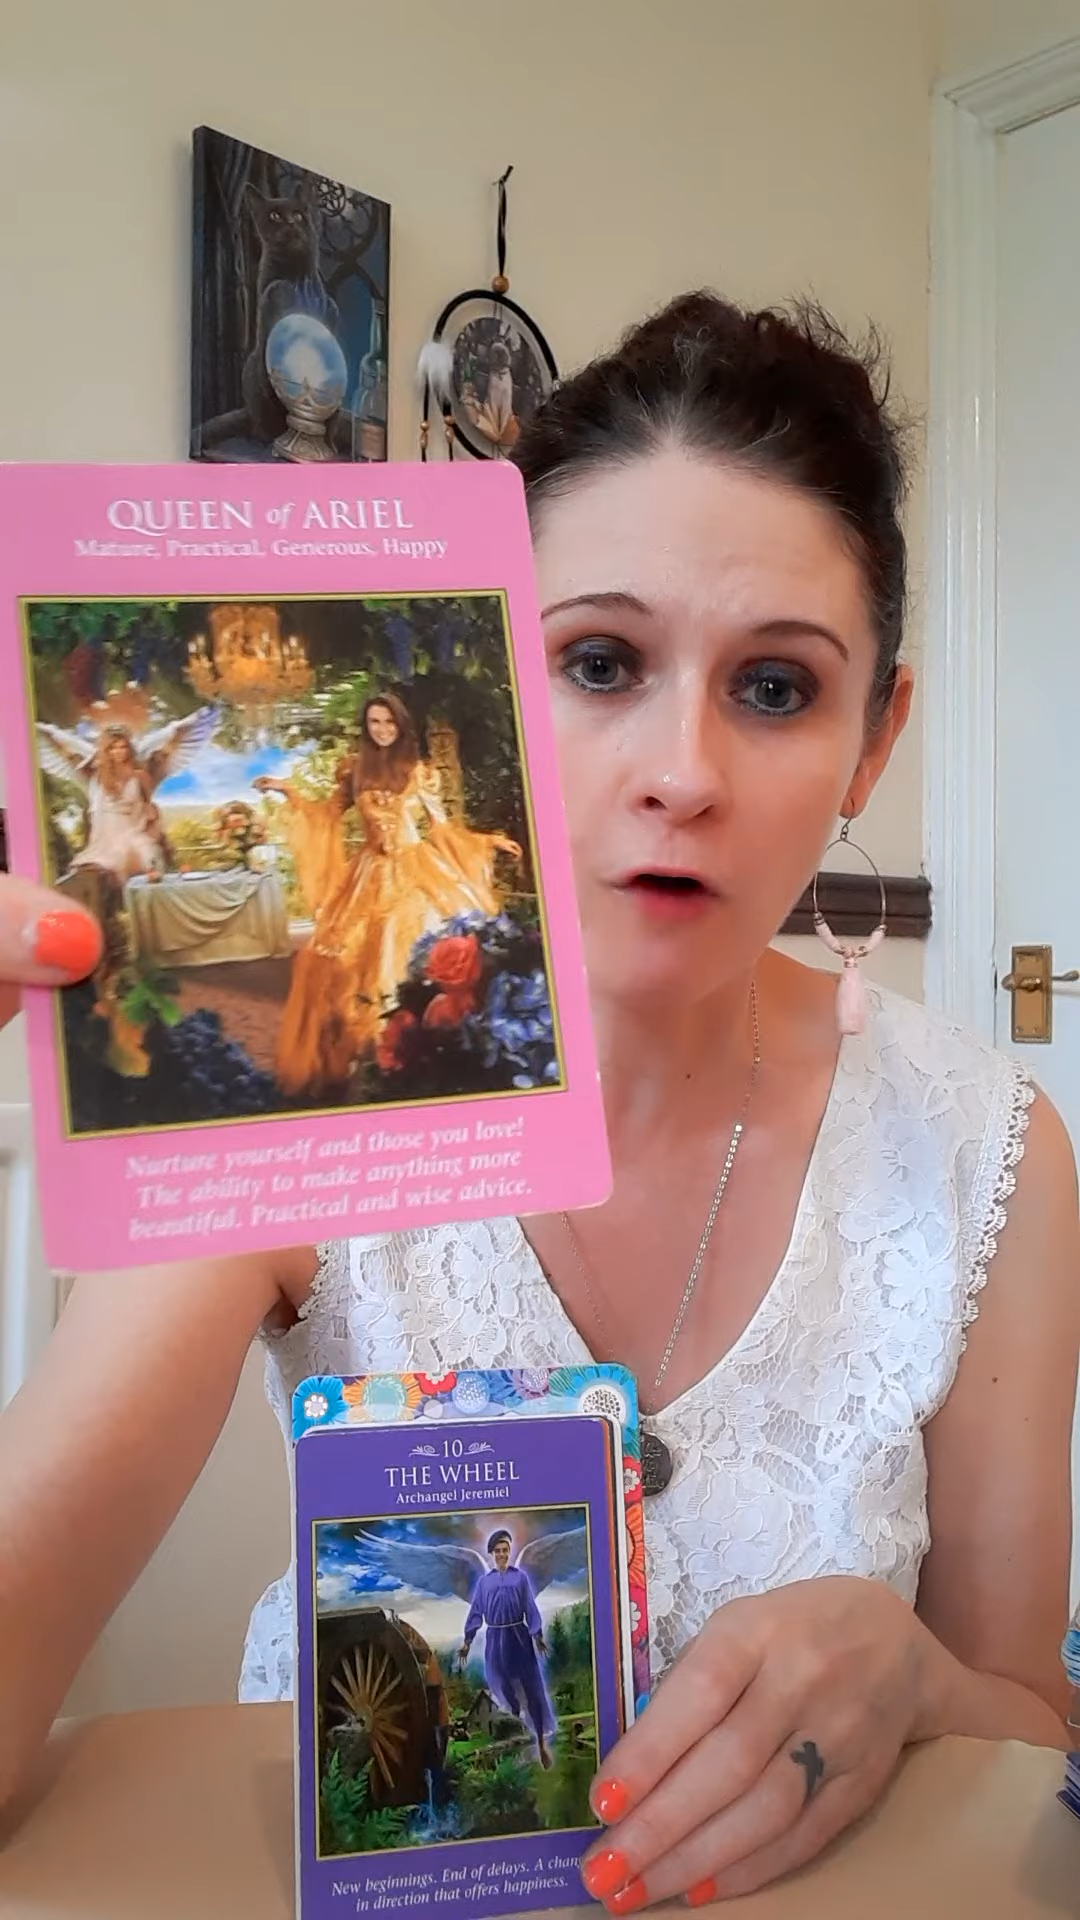 QUEEN of ARIEL
Mature, Practical, Generous, Happy
Nurture yourself and those you love!
The ability to make anything more
beautiful. Practical and wise advice.
10
THE WHEEL
Archangel Jeremiel
New beginnings. End of delays. A chan
in direction that offers happiness.